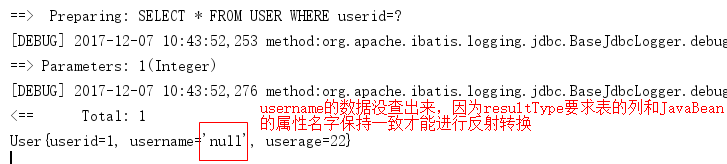 ==>  Preparing: SELECT * FROM USER WHERE userid=?
[DEBUG] 2017-12-07 10:43:52,253 method:org.apache.ibatis.logging.jdbc.BaseJdbcLogger.debug
==> Parameters: 1(Integer)
[DEBUG] 2017-12-07 10:43:52,276 method:org.apache.ibatis.logging.jdbc.BaseJdbcLogger.debug
<==      Total: 1
username的数据没查出来，因为resultType要求表的列和JavaBean
的属性名字保持一致才能进行反射转换
User{userid=1, username='null', userage=22}